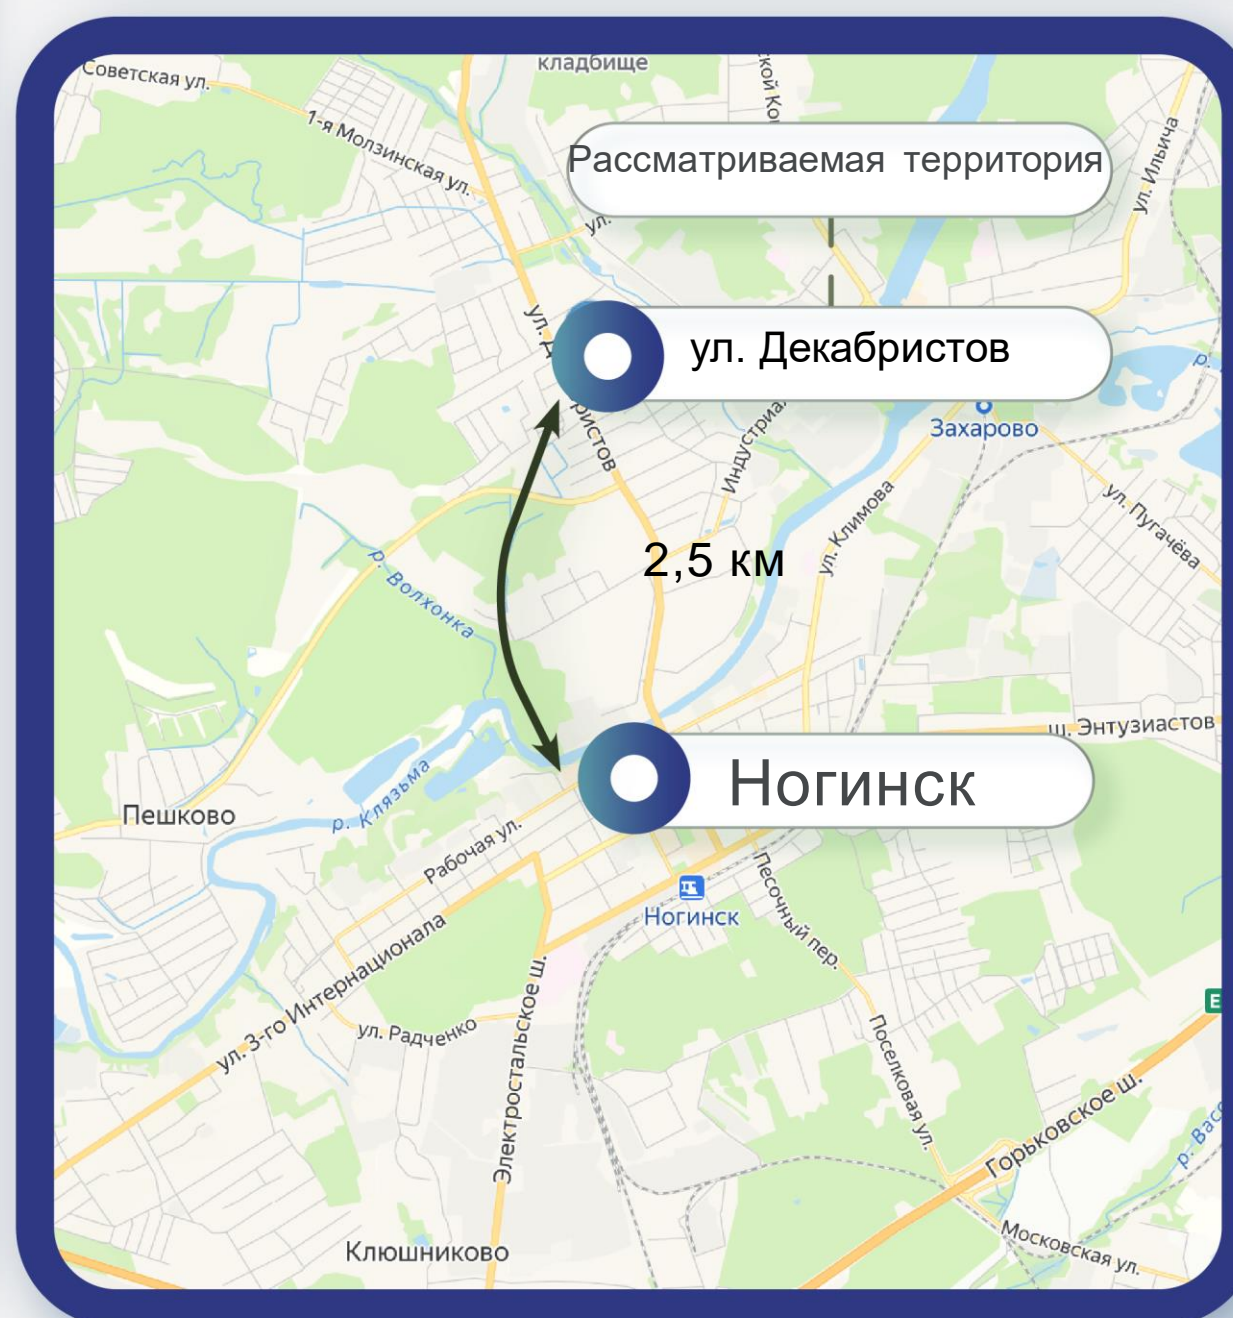 кладбище
Советская ул.
1-я Молзинская ул.
ул. Ильича
Рассматриваемая территория
ул.
ул. Декабристов
Захарово
Индустриал
ул. Климова
ул. Пугачёва
2,5 км
р. Волхонка
ш. Энтузиастов
Ногинск
р. Клязьма
Пешково
Рабочая ул.
Ногинск
Песочный пер.
ул. 3-го Интернационала
ул. Радченко
Электростальское ш.
Поселковая ул.
E
Горьковское ш.
р. Вас
Московская ул.
Клюшниково